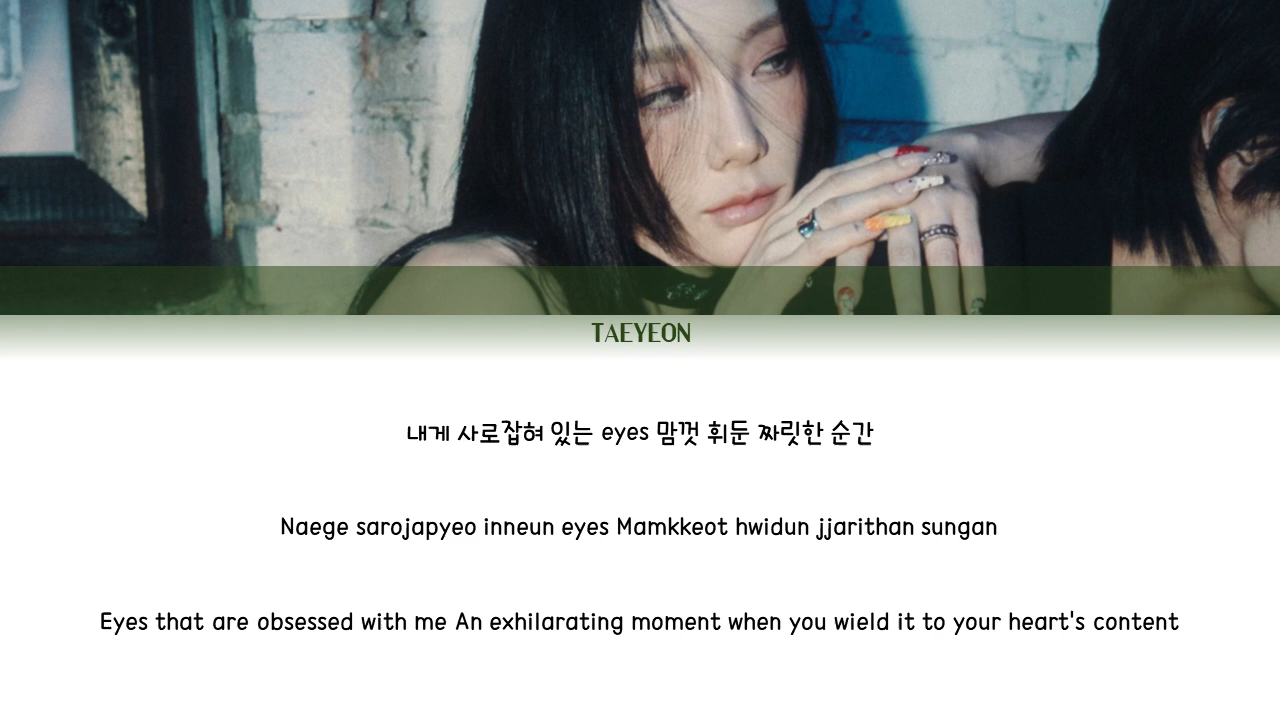 TAEYEON
내게 사로잡혀 있는 eyes 맘껏 휘둔 짜릿한 순간
Naege sarojapyeo inneun eyes Mamkkeot hwidun jjarithan sungan
Eyes that are obsessed with me An exhilarating moment when you wield it to your heart's content